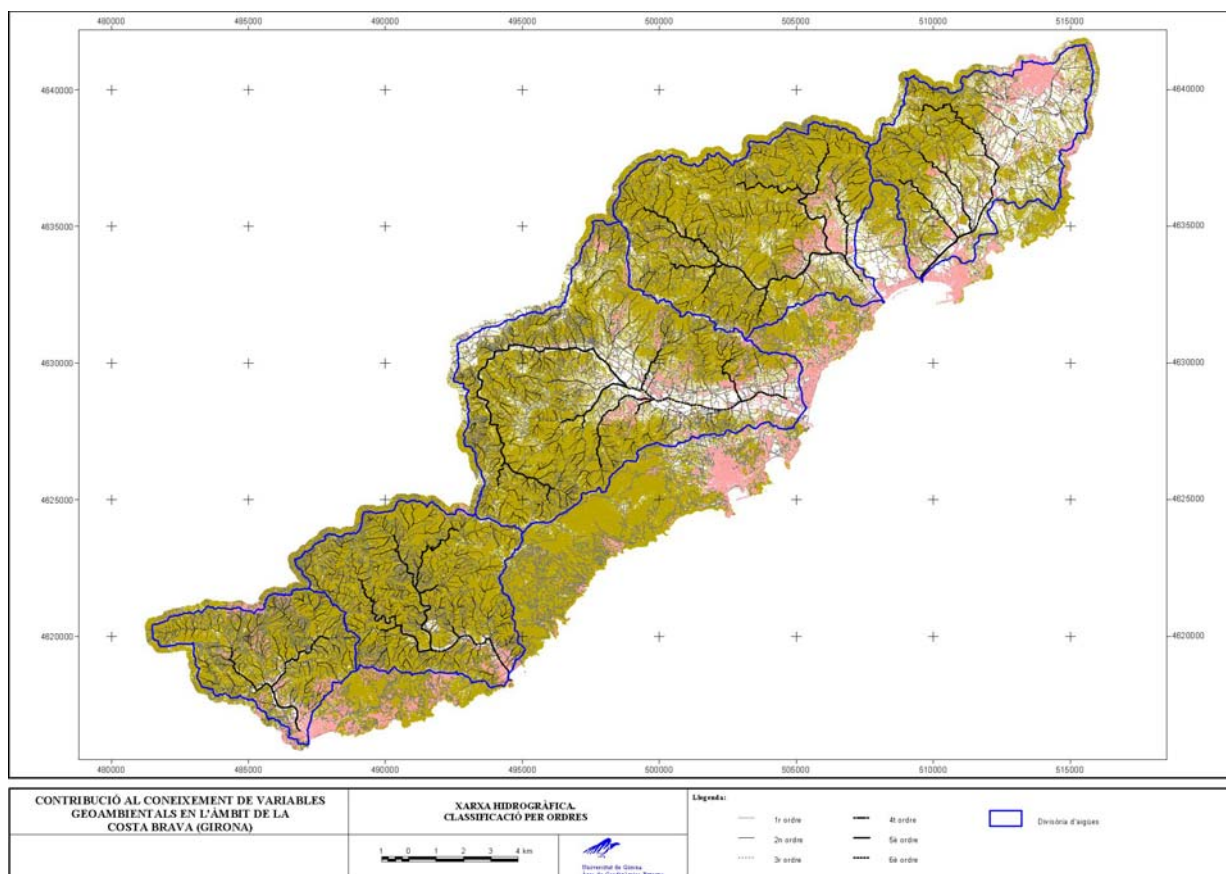 480000 485000 490000 495000 500000 505000 510000 515000
4640000 4640000
4635000 4635000
4630000 4630000
4625000 4625000
4620000 4620000
480000 485000 490000 495000 500000 505000 510000 515000
CONTRIBUCIÓ AL CONEIXEMENT DE VARIABLES
GEOAMBIENTALS EN L'ÀMBIT DE LA
COSTA BRAVA (GIRONA)
XARXA HIDROGRÀFICA.
CLASSIFICACIÓ PER ORDRES
1 0 1 2 3 4 km
Universitat de Girona
Llegenda:
1r ordre
2n ordre
3r ordre
4t ordre
5è ordre
6è ordre
Divisòria d'aigües